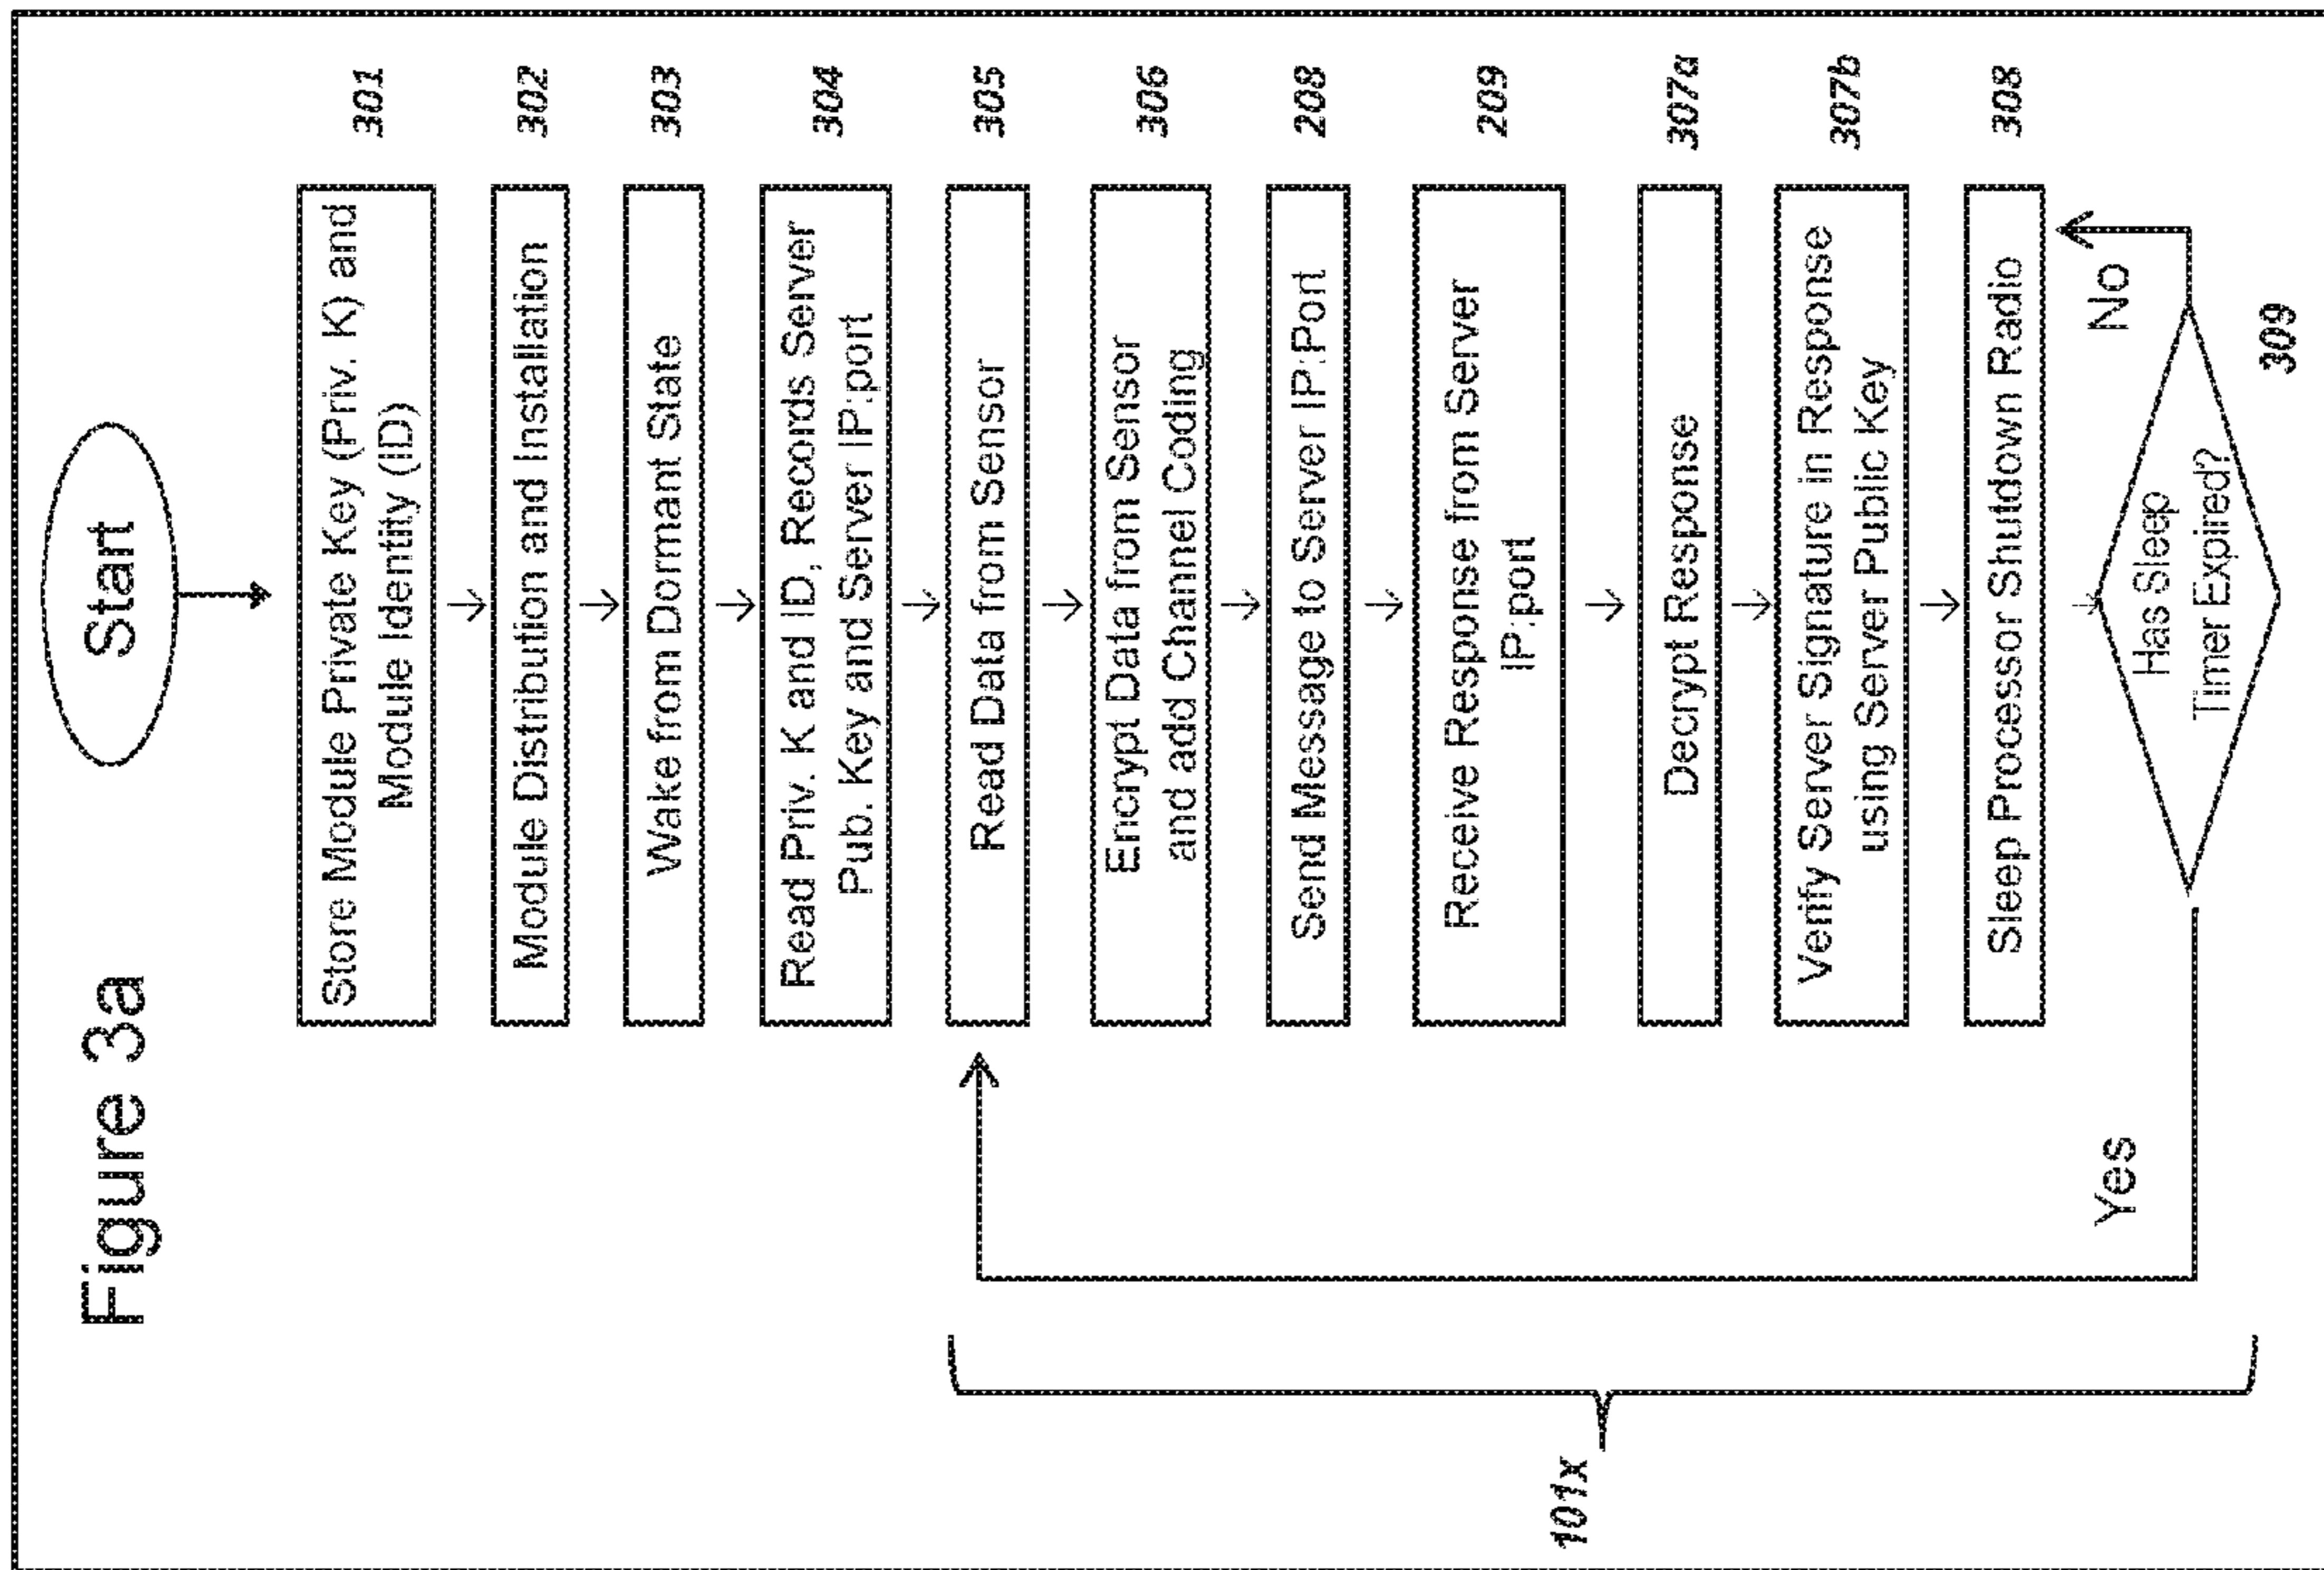 Figure 3a
Start
Store Module Private Key (Priv. K) and
Module Identity (ID)
301
Module Distribution and Installation
302
Wake from Dormant State
303
Read Priv. K and ID, Records Server
Pub. Key and Server IP:port
304
Read Data from Sensor
305
Encrypt Data from Sensor
and add Channel Coding
306
Send Message to Server IP:Port
208
Receive Response from Server
IP:port
209
Decrypt Response
307a
Verify Server Signature in Response
using Server Public Key
307b
Sleep Processor Shutdown Radio
308
Has Sleep
Timer Expired?
309
Yes
No
101x